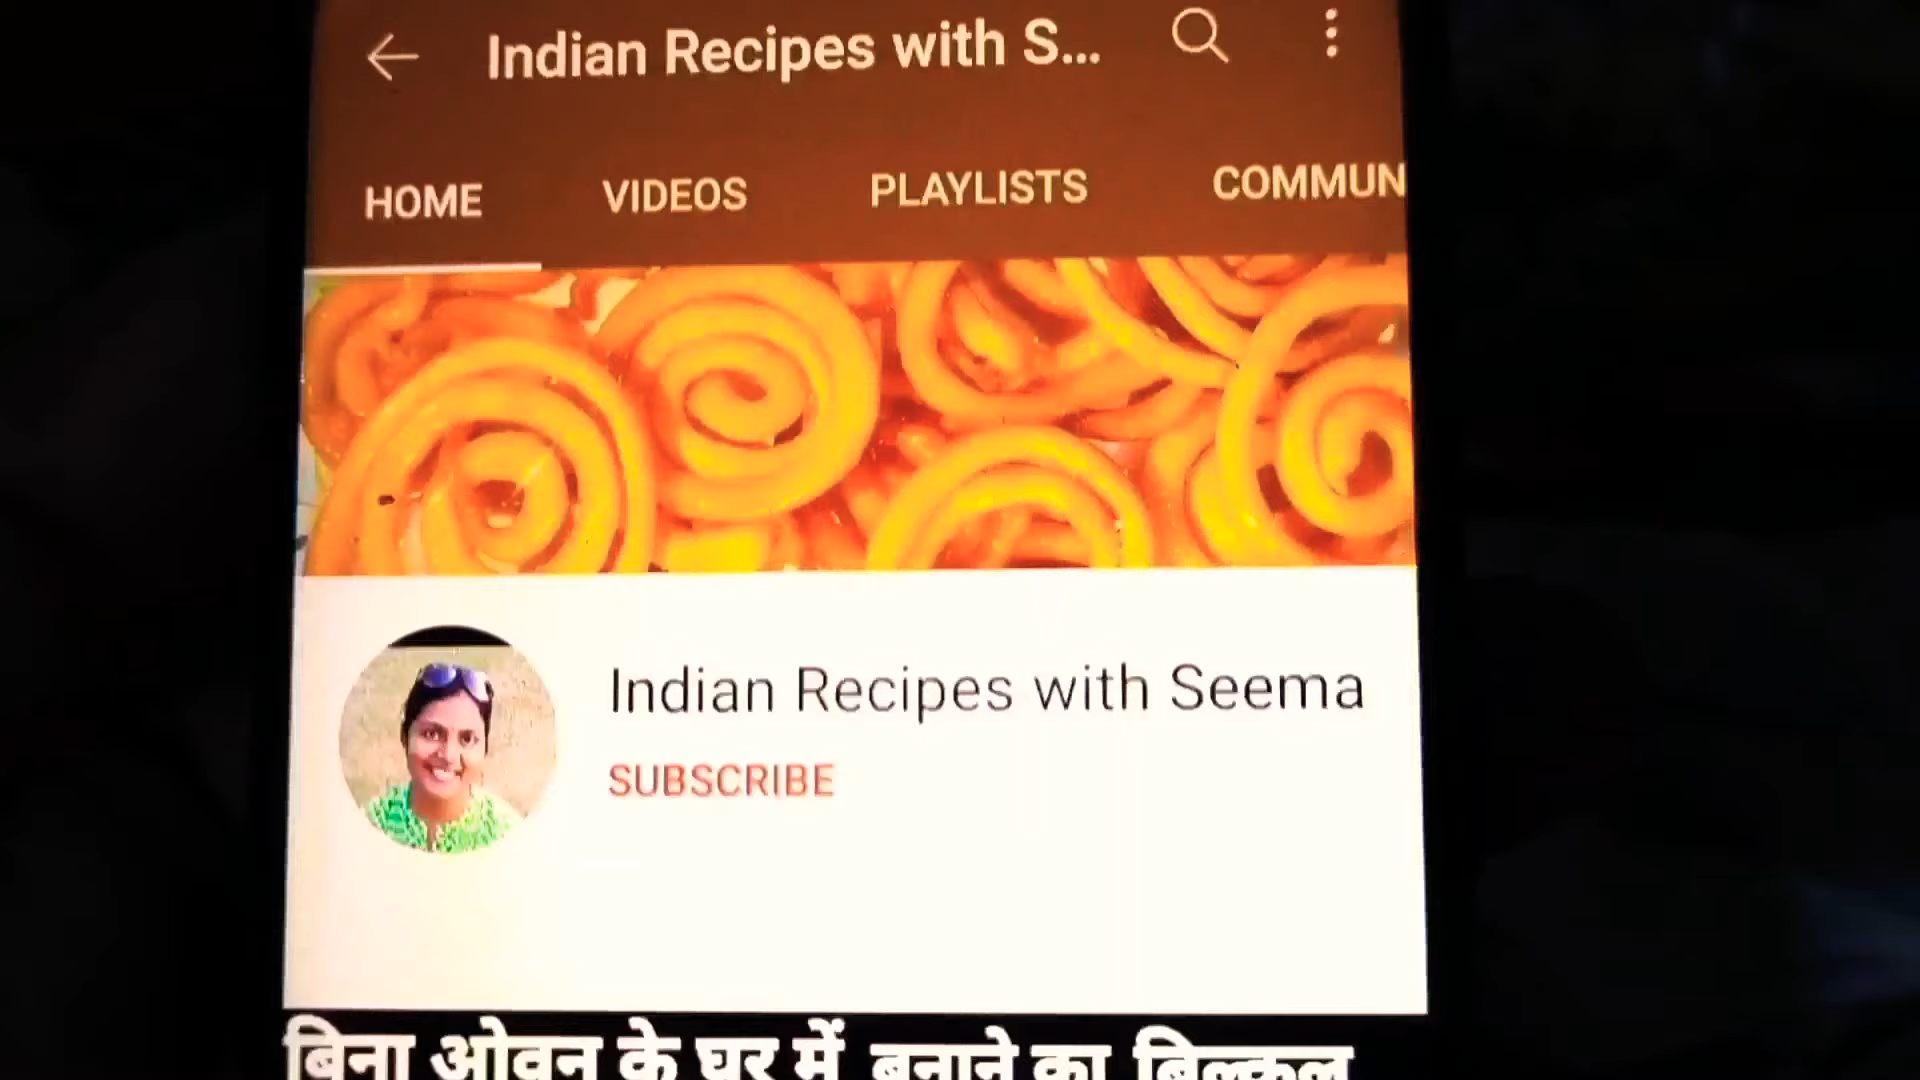 Indian Recipes with S...
HOME VIDEOS PLAYLISTS COMMUN
Indian Recipes with Seema
SUBSCRIBE
बिना ओवन के घर में बनाने का बिल्कुल